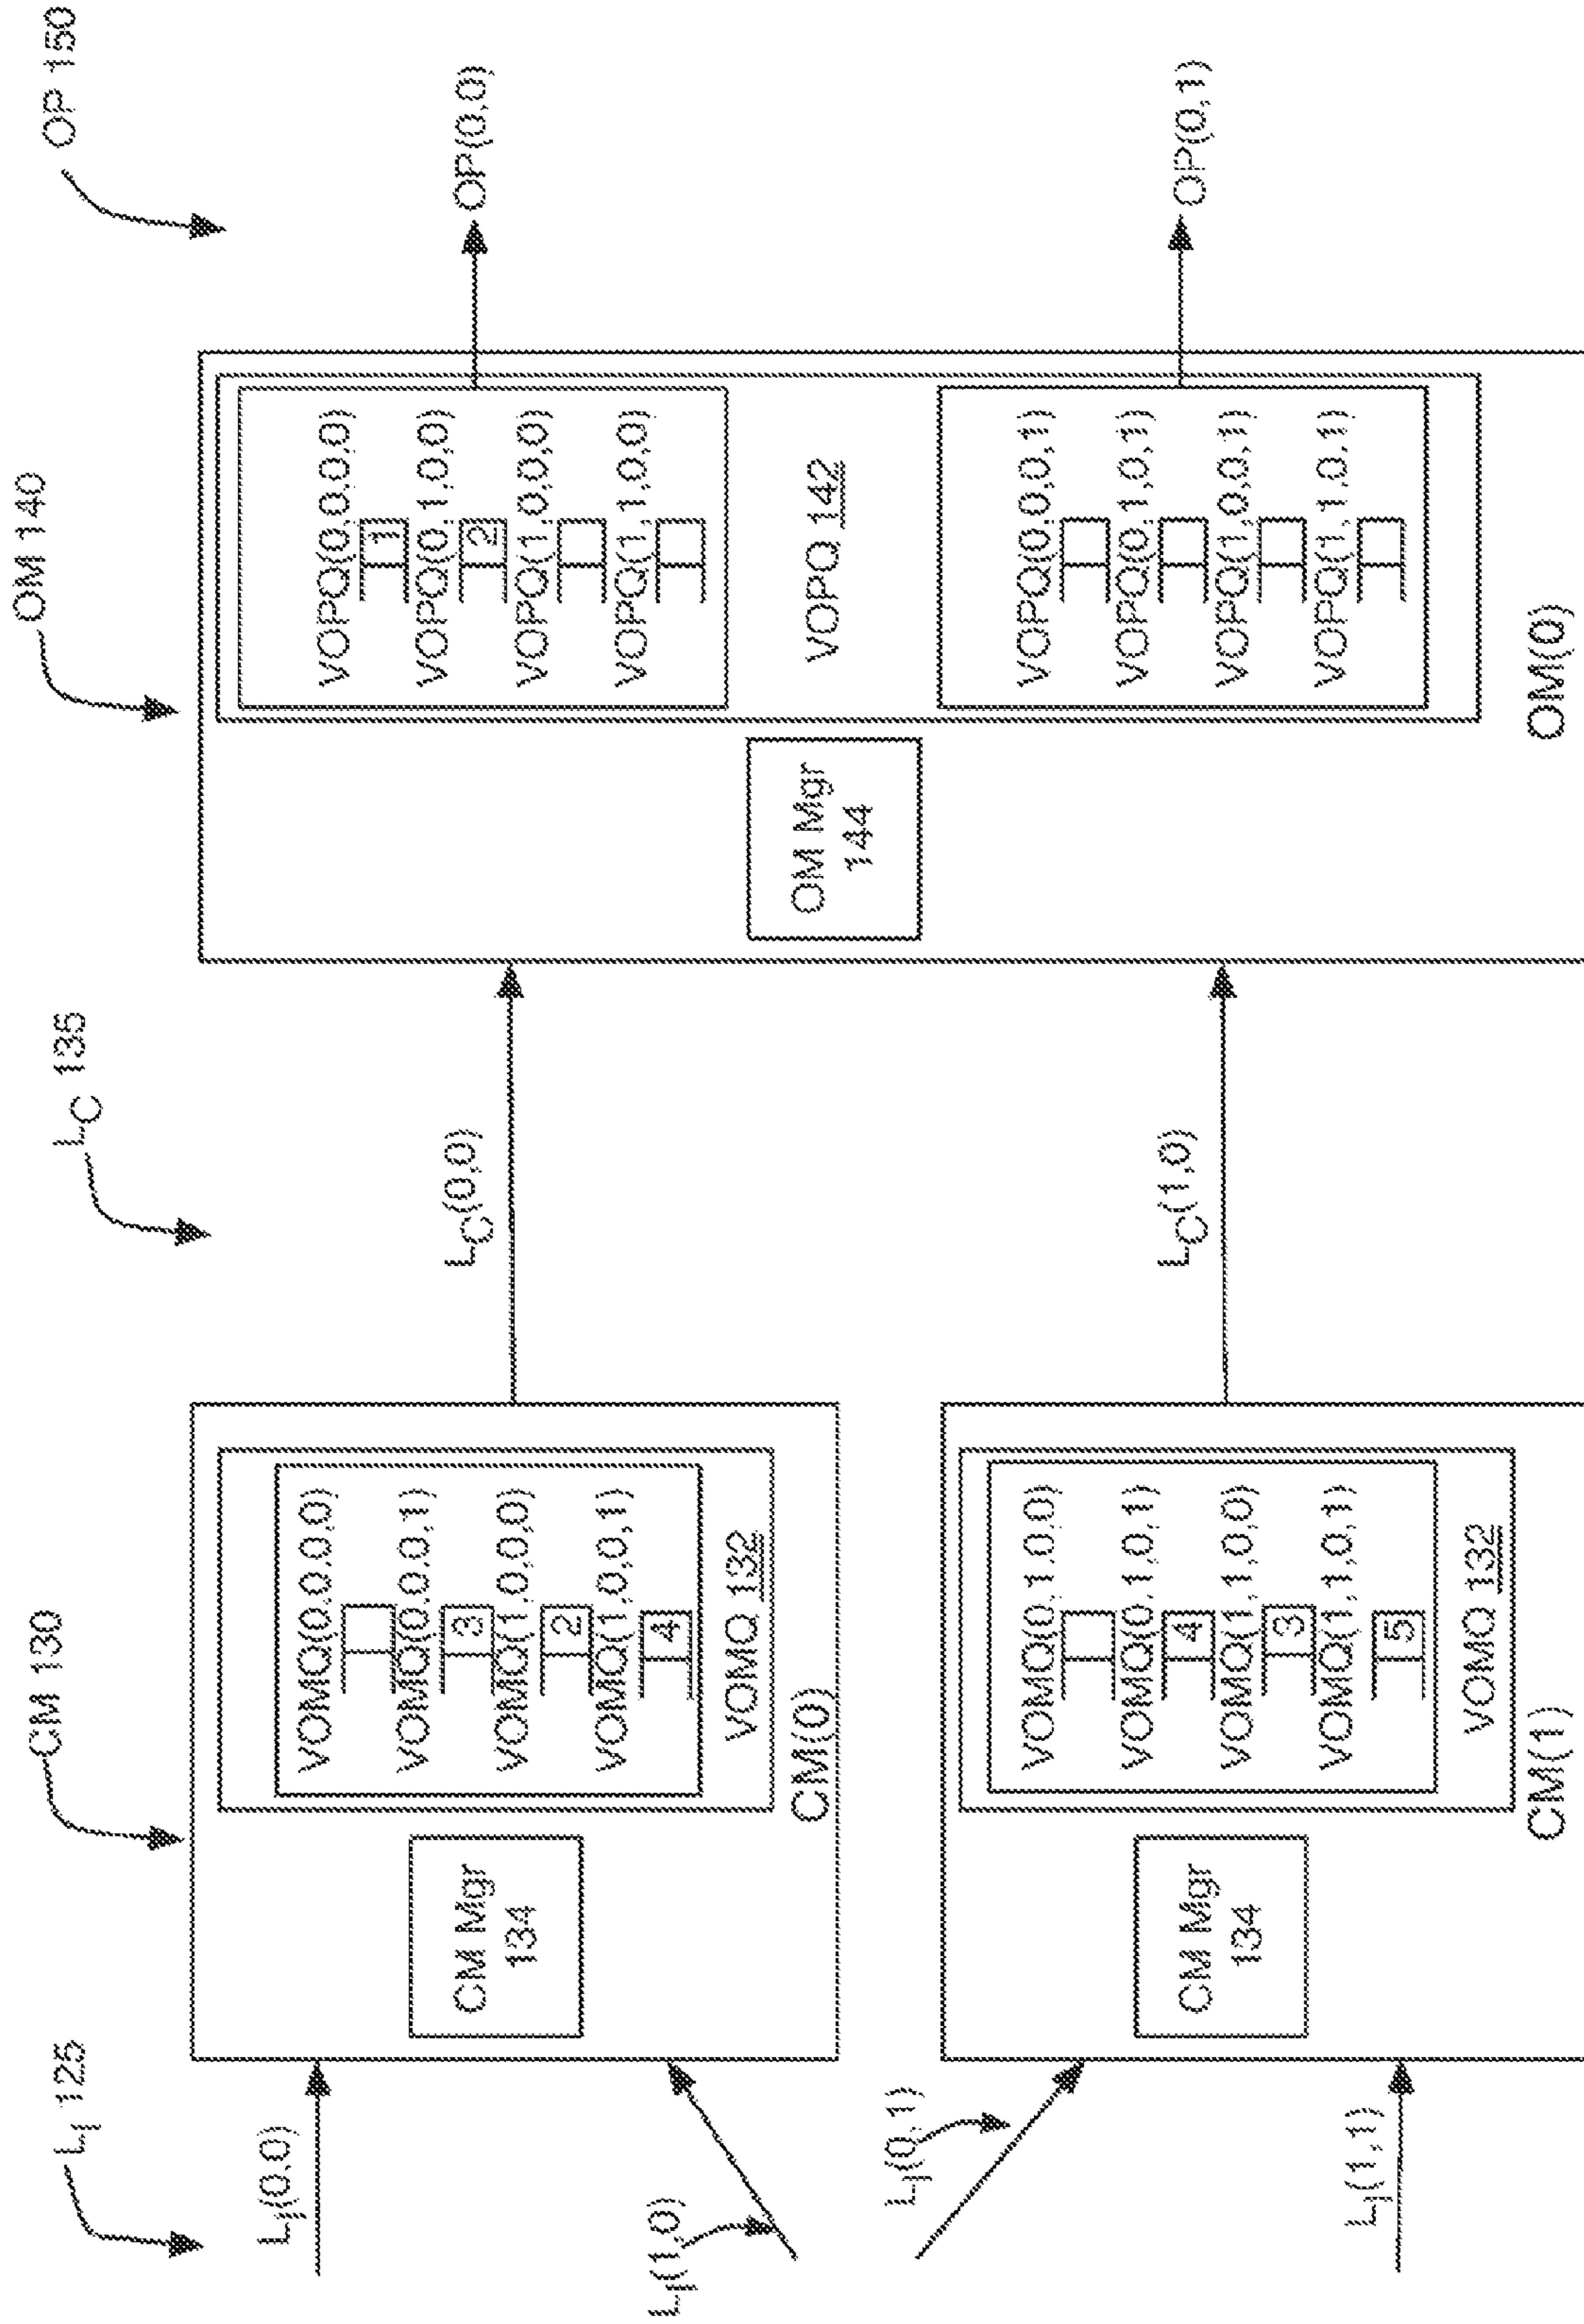 L_I 125
CM 130
L_C 135
OM 140
OP 150
L_I(0,0)
L_I(1,0)
L_I(0,1)
L_I(1,1)
CM Mgr
134
VOMQ(0.0.0,0)
VOMQ(0.0.0,1)
3
VOMQ(1,0,0,0)
2
VOMQ(1,0,0,1)
4
VOMQ 132
CM(0)
CM Mgr
134
VOMQ(0,1.0,0)
VOMQ(0,1,0,1)
4
VOMQ(1,1,0,0)
3
VOMQ(1,1,0,1)
5
VOMQ 132
CM(1)
L_C(0,0)
L_C(1,0)
OM Mgr
144
VOPQ(0,0,0,0)
1
VOPQ(0,1,0,0)
2
VOPQ(1,0,0,0)
VOPQ(1,1,0,0)
VOPQ 142
VOPQ(0,0,0,1)
VOPQ(0,1,0,1)
VOPQ(1,0,0,1)
VOPQ(1,1.0,1)
OM(0)
OP(0,0)
OP(0,1)